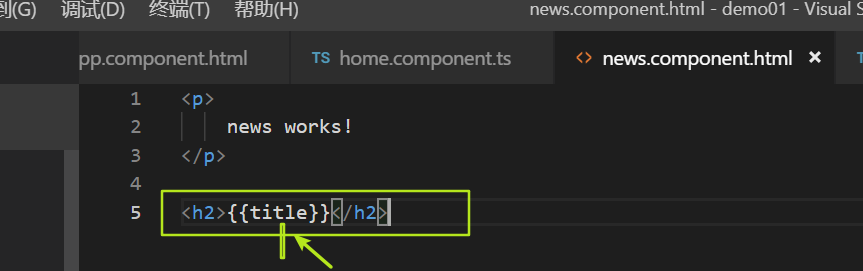 到(G) 调试(D) 终端(T) 帮助(H) news.component.html - demo01 - Visual S
pp.component.html TS home.component.ts <> news.component.html ×
1 <p>
2 news works!
3 </p>
4
5 <h2>{{title}}</h2>